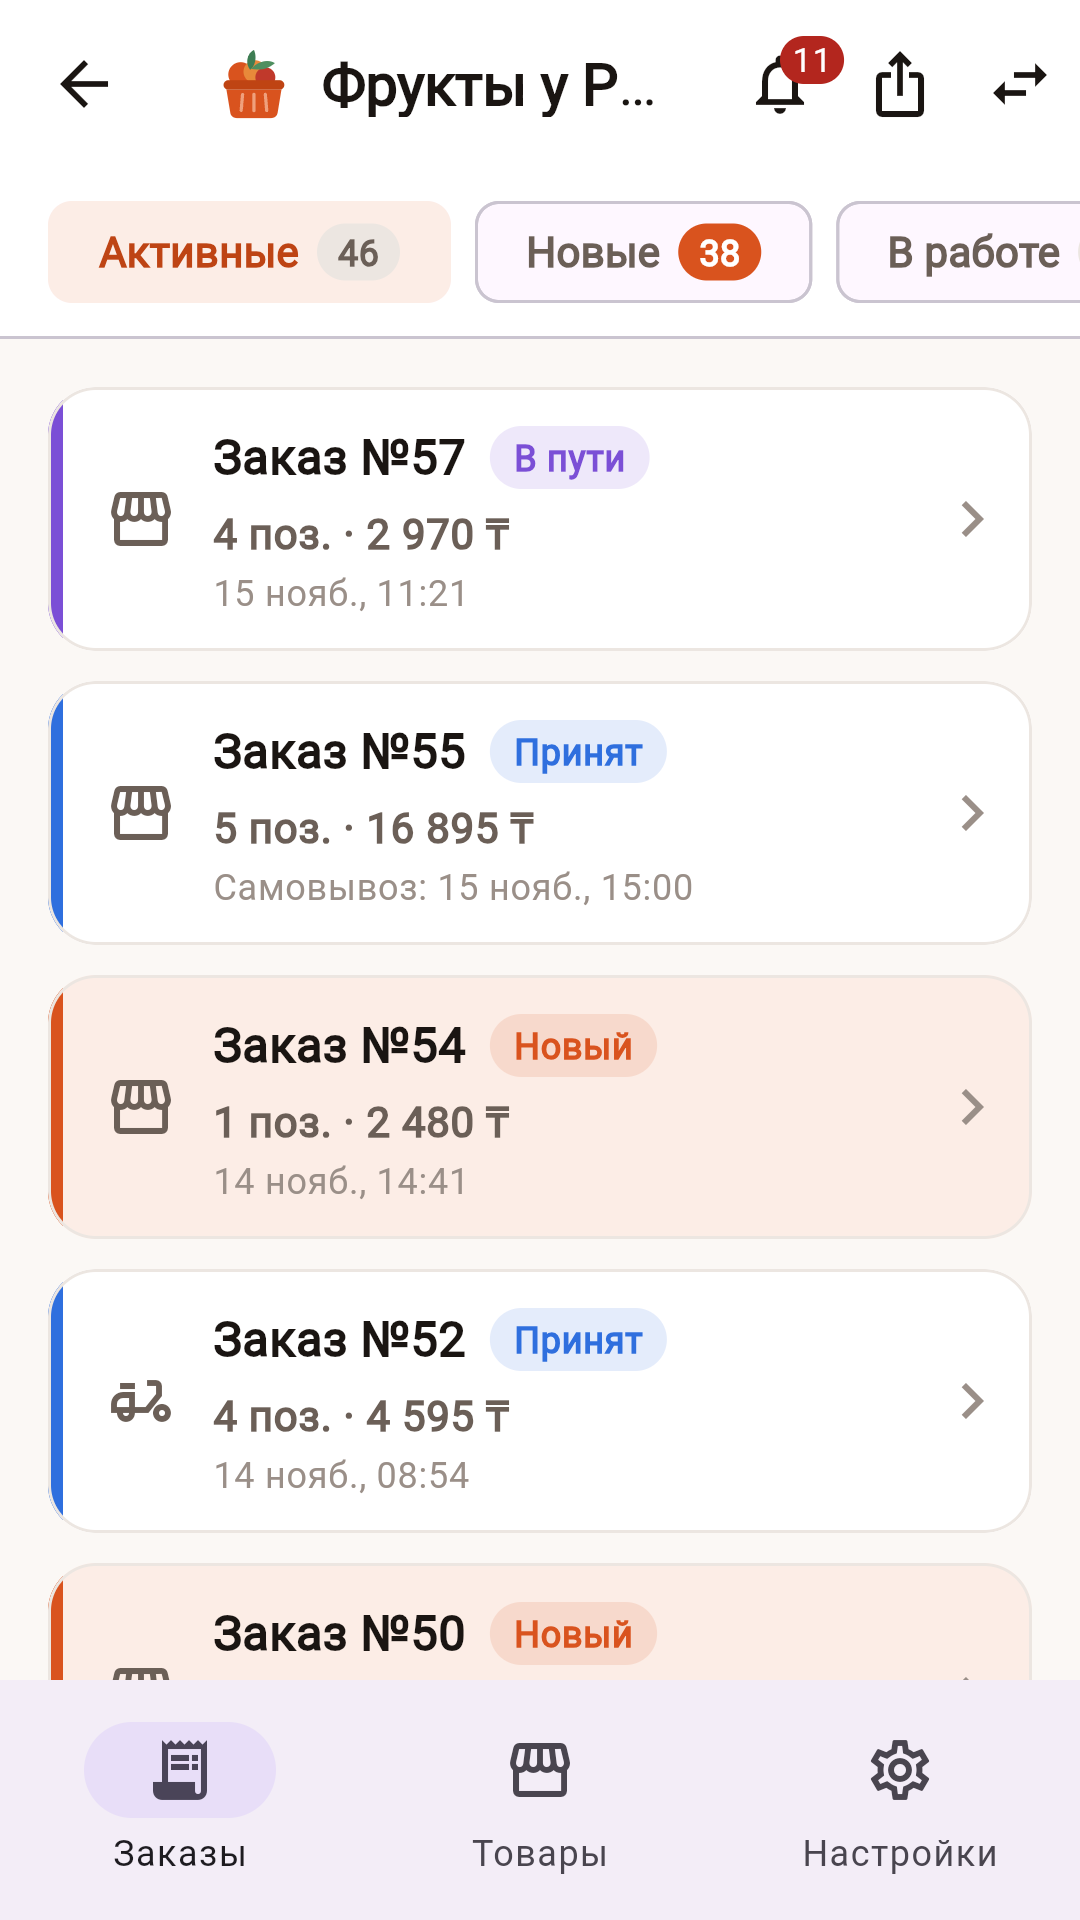 Фрукты у Р...
11
Активные 46
Новые 38
В работе
Заказ №57 В пути
4 поз. · 2 970 ₸
15 нояб., 11:21
Заказ №55 Принят
5 поз. · 16 895 ₸
Самовывоз: 15 нояб., 15:00
Заказ №54 Новый
1 поз. · 2 480 ₸
14 нояб., 14:41
Заказ №52 Принят
4 поз. · 4 595 ₸
14 нояб., 08:54
Заказ №50 Новый
Заказы
Товары
Настройки